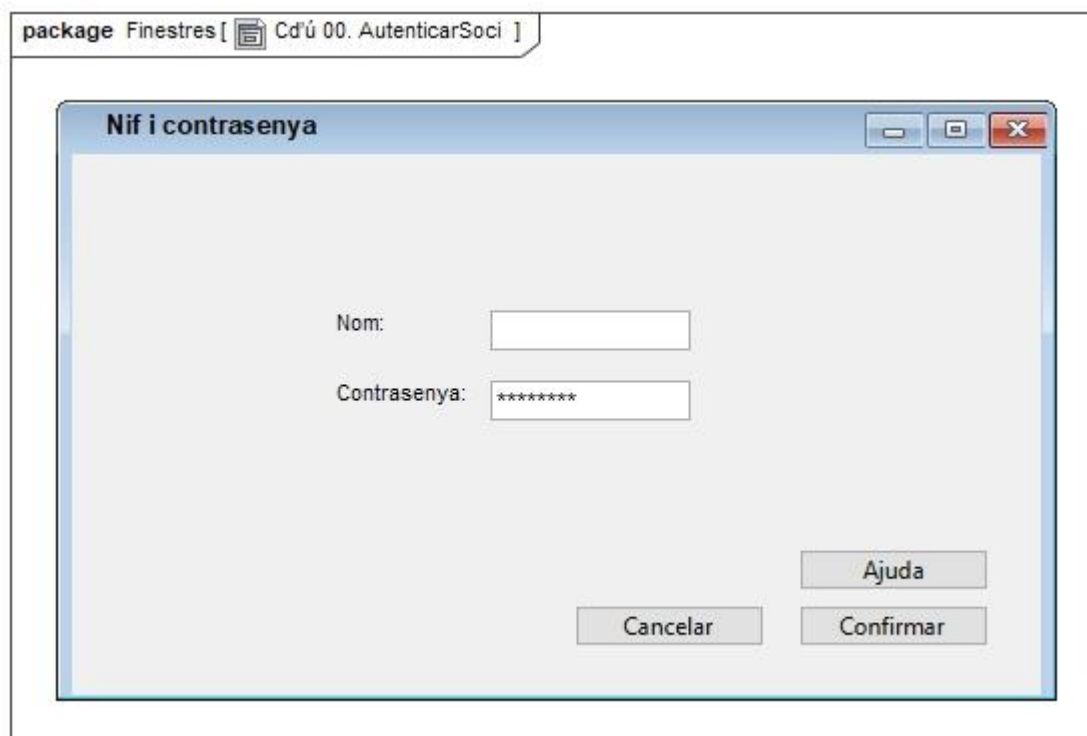 package Finestres [ Cd'ú 00. AutenticarSoci ]
Nif i contrasenya
Nom:
Contrasenya: ********
Ajuda
Cancelar Confirmar